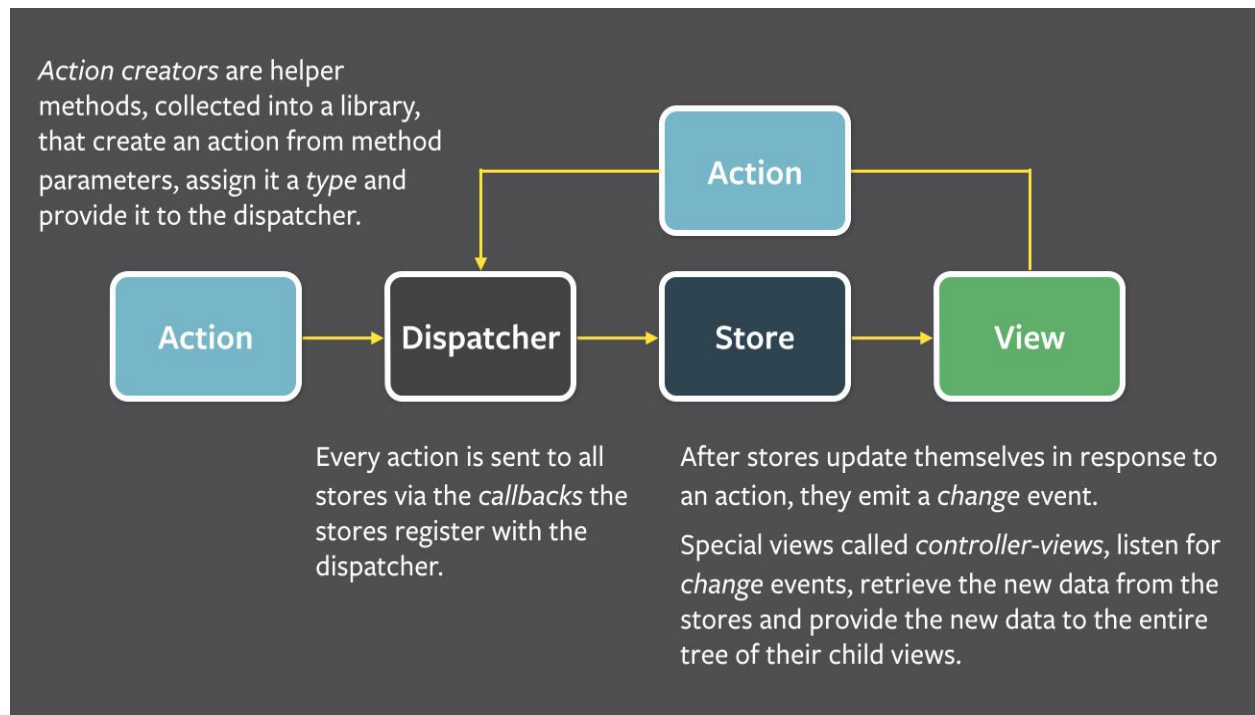 Action creators are helper
methods, collected into a library,
that create an action from method
parameters, assign it a type and
provide it to the dispatcher.
Action
Action
Dispatcher
Store
View
Every action is sent to all
stores via the callbacks the
stores register with the
dispatcher.
After stores update themselves in response to
an action, they emit a change event.
Special views called controller-views, listen for
change events, retrieve the new data from the
stores and provide the new data to the entire
tree of their child views.